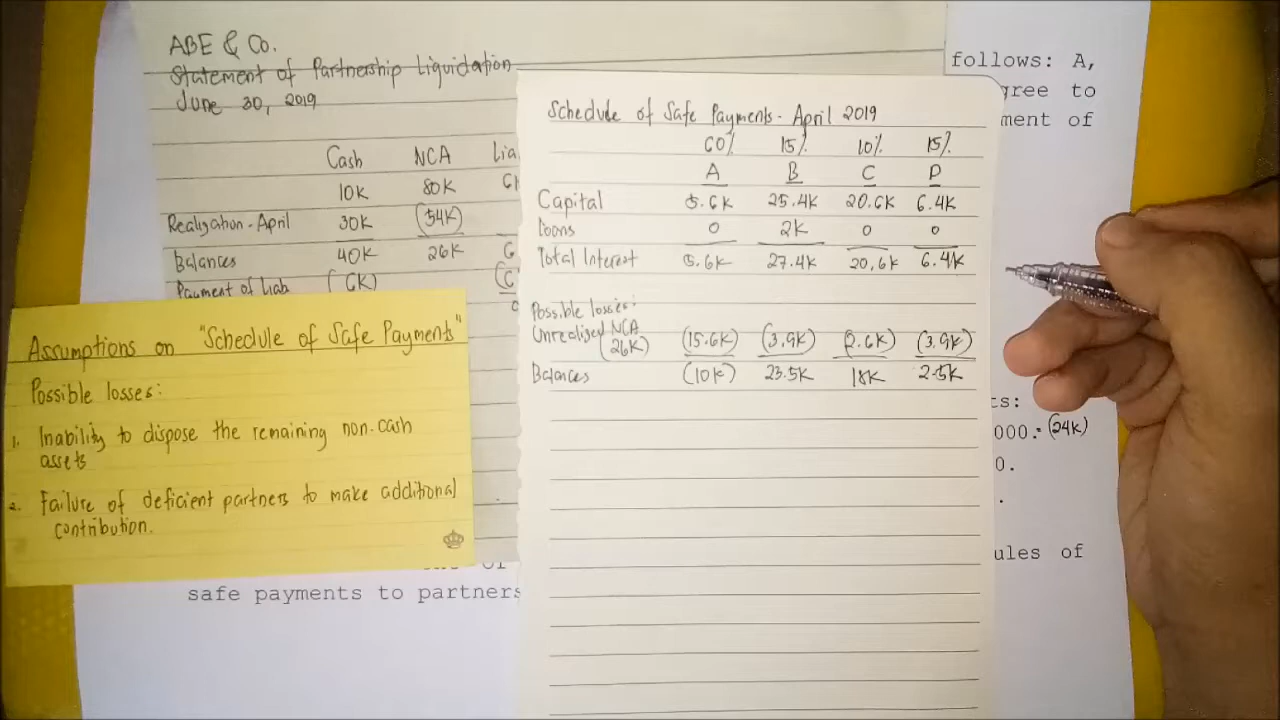 ABE & Co.
Statement of Partnership Liquidation
June 30, 2019
Cash NCA Lia
10K 80K
Realization - April 30K (54K)
Balances 40K 26K
Payment of Liab (6K)
follows: A,
gree to
ment of
Schedule of Safe Payments - April 2019
60% 15% 10% 15%
A B C D
Capital 5.6K 25.4K 20.6K 6.4K
Loans 0 2K 0 0
Total Interest 5.6K 27.4K 20.6K 6.4K
Possible losses:
Unrealised NCA
(26K) (15.6K) (3.9K) (2.6K) (3.9K)
Balances (10K) 23.5K 18K 2.5K
Assumptions on "Schedule of Safe Payments"
Possible losses:
1. Inability to dispose the remaining non-cash
assets
2. Failure of deficient partners to make additional
contribution.
ts:
000. (24K)
0.
ules of
safe payments to partners